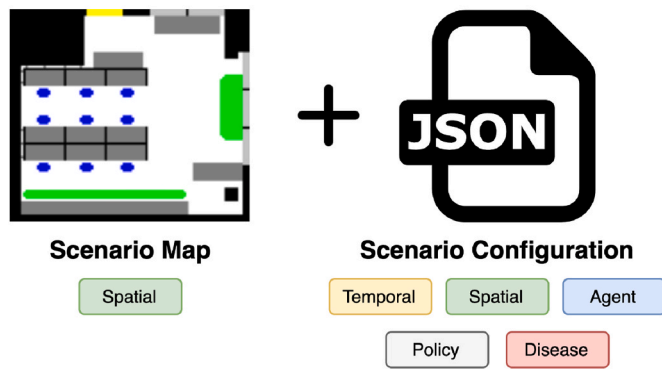 JSON
Scenario Map
Scenario Configuration
Spatial
Temporal
Spatial
Agent
Policy
Disease